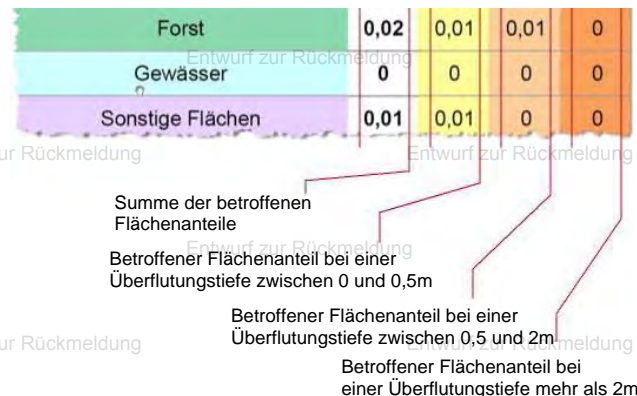 Forst 0,02 0,01 0,01 0
Entwurf zur Rückmeldung
Gewässer 0 0 0 0
Sonstige Flächen 0,01 0,01 0 0
ur Rückmeldung Entwurf zur Rückmeldung
Summe der betroffenen
Flächenanteile
Entwurf zur Rückmeldung
Betroffener Flächenanteil bei einer
Überflutungstiefe zwischen 0 und 0,5m
Betroffener Flächenanteil bei einer
Überflutungstiefe zwischen 0,5 und 2m
ur Rückmeldung Entwurf zur Rückmeldung
Betroffener Flächenanteil bei
einer Überflutungstiefe mehr als 2m